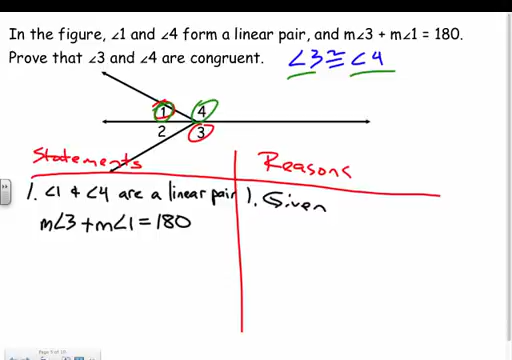 In the figure, ∠1 and ∠4 form a linear pair, and m∠3 + m∠1 = 180.
Prove that ∠3 and ∠4 are congruent. ∠3 ≅ ∠4
1 4
2 3
Statements Reasons
1. ∠1 & ∠4 are a linear pair 1. Given
m∠3 + m∠1 = 180